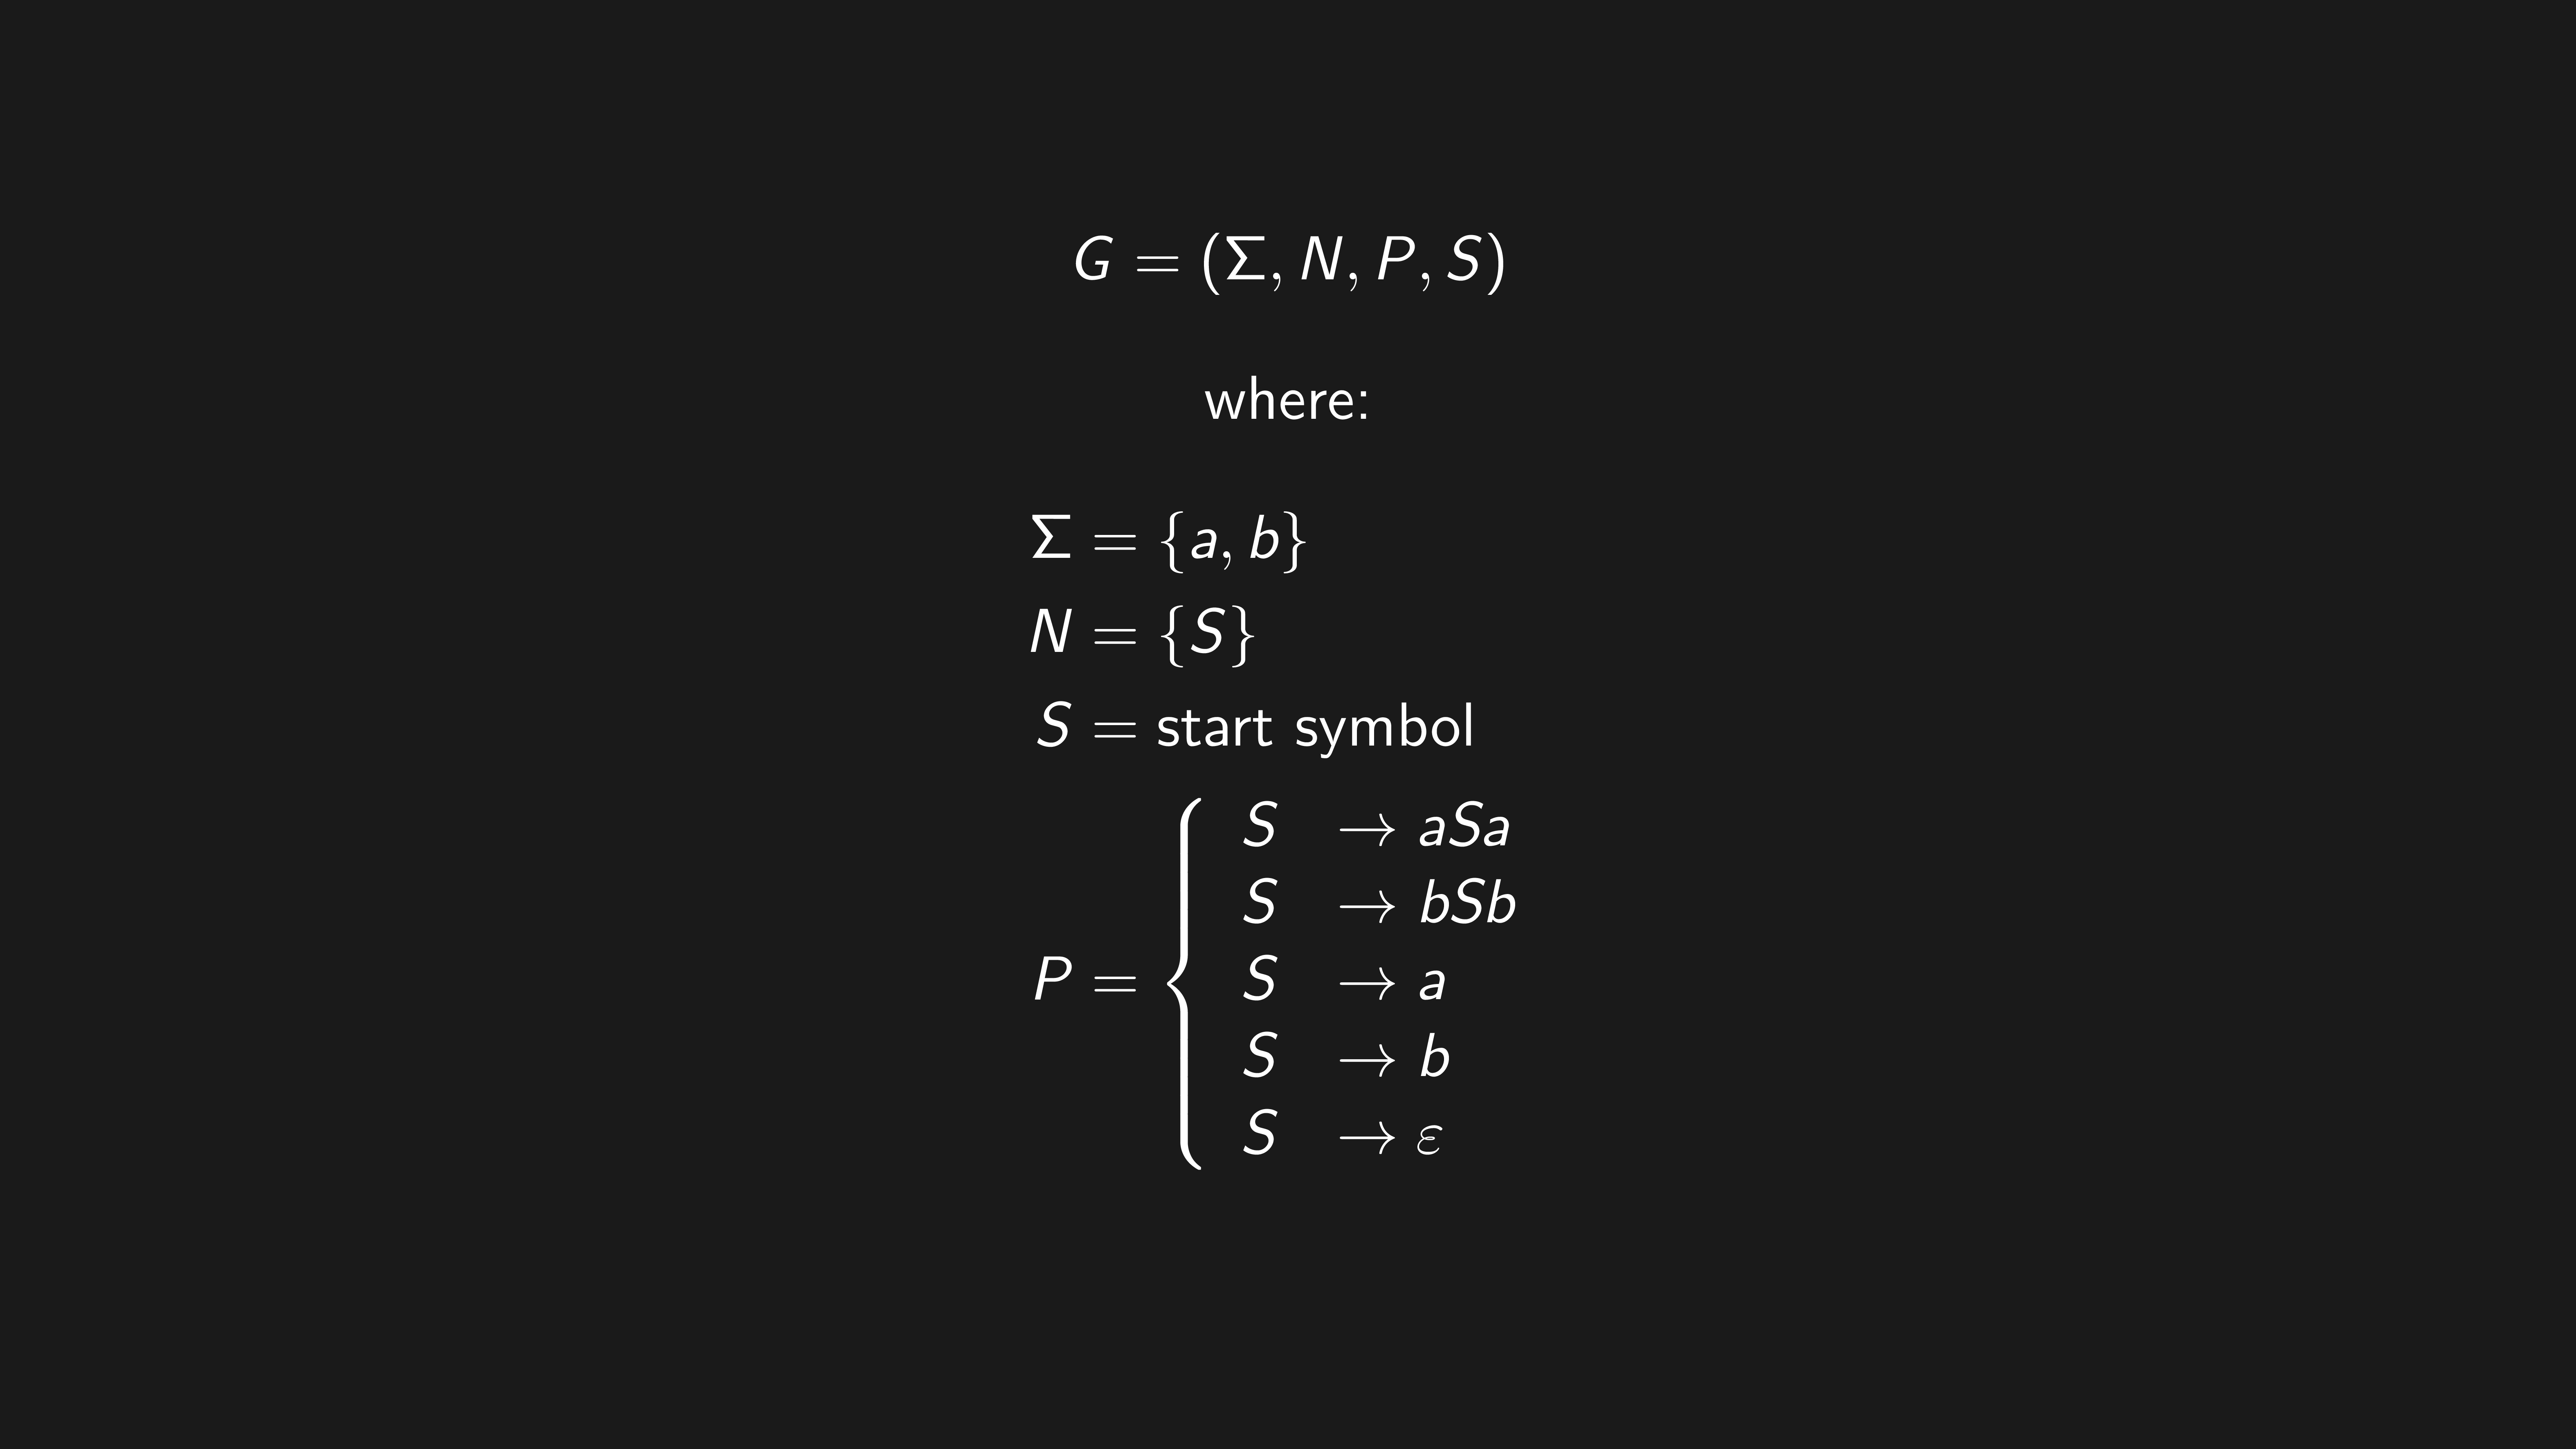 G = (Σ, N, P, S)
where:
Σ = {a, b}
N = {S}
S = start symbol
P = { S → aSa
S → bSb
S → a
S → b
S → ε